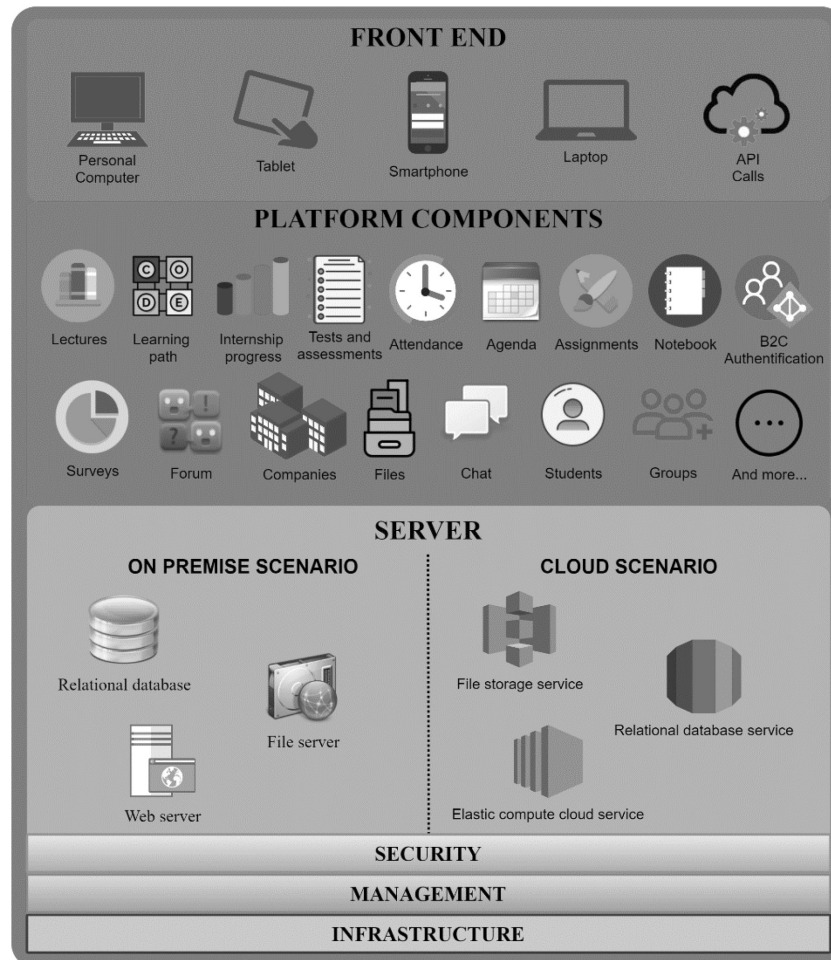 FRONT END
Personal
Computer
Tablet
Smartphone
Laptop
API
Calls
PLATFORM COMPONENTS
Lectures
Learning
path
C O
D E
Internship
progress
Tests and
assessments
Attendance
Agenda
Assignments
Notebook
B2C
Authentification
Surveys
Forum
! ?
Companies
Files
Chat
Students
Groups
And more...
SERVER
ON PREMISE SCENARIO
Relational database
File server
Web server
CLOUD SCENARIO
File storage service
Relational database service
Elastic compute cloud service
SECURITY
MANAGEMENT
INFRASTRUCTURE